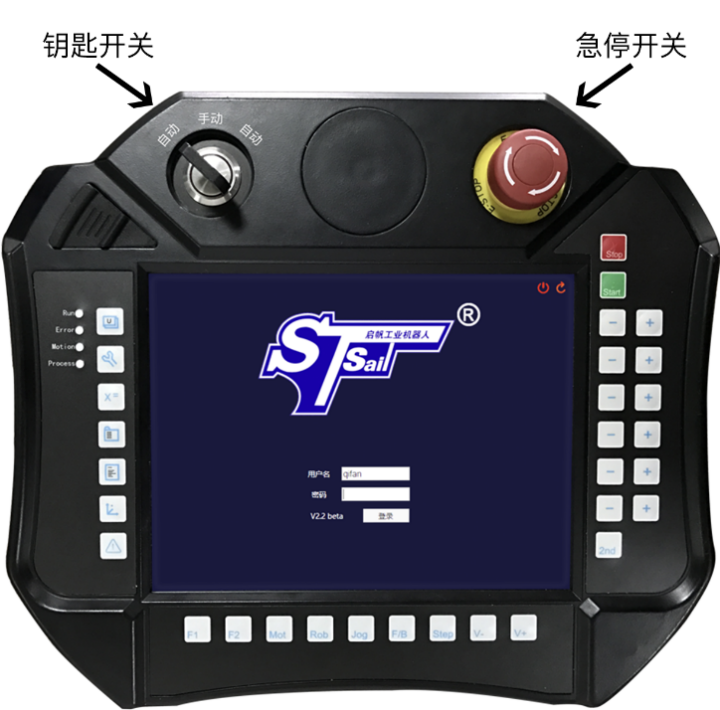 钥匙开关
急停开关
自动
手动
自动
E-STOP
Stop
Start
Run
Error
Motion
Process
X=
®
启帆工业机器人
STSail
用户名 qifan
密码
V2.2 beta 登录
− +
− +
− +
− +
− +
− +
2nd
F1 F2 Mot Rob Jog F/B Step V- V+